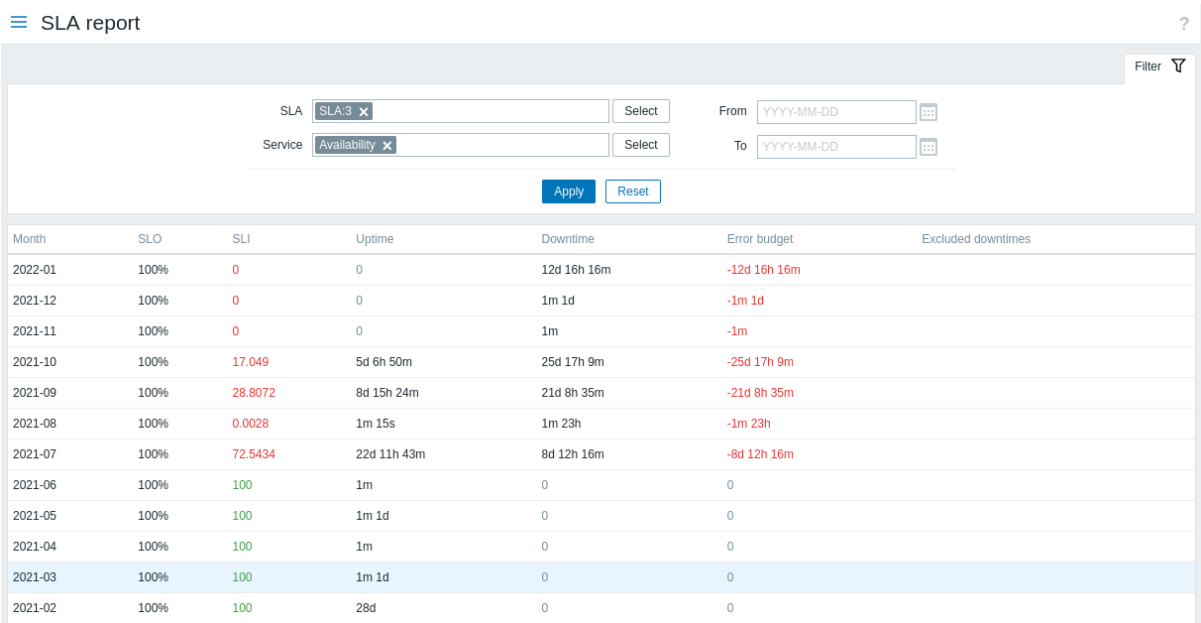 SLA report
?
Filter
SLA SLA:3 Select From YYYY-MM-DD
Service Availability Select To YYYY-MM-DD
Apply Reset
Month SLO SLI Uptime Downtime Error budget Excluded downtimes
2022-01 100% 0 0 12d 16h 16m -12d 16h 16m
2021-12 100% 0 0 1m 1d -1m 1d
2021-11 100% 0 0 1m -1m
2021-10 100% 17.049 5d 6h 50m 25d 17h 9m -25d 17h 9m
2021-09 100% 28.8072 8d 15h 24m 21d 8h 35m -21d 8h 35m
2021-08 100% 0.0028 1m 15s 1m 23h -1m 23h
2021-07 100% 72.5434 22d 11h 43m 8d 12h 16m -8d 12h 16m
2021-06 100% 100 1m 0 0
2021-05 100% 100 1m 1d 0 0
2021-04 100% 100 1m 0 0
2021-03 100% 100 1m 1d 0 0
2021-02 100% 100 28d 0 0